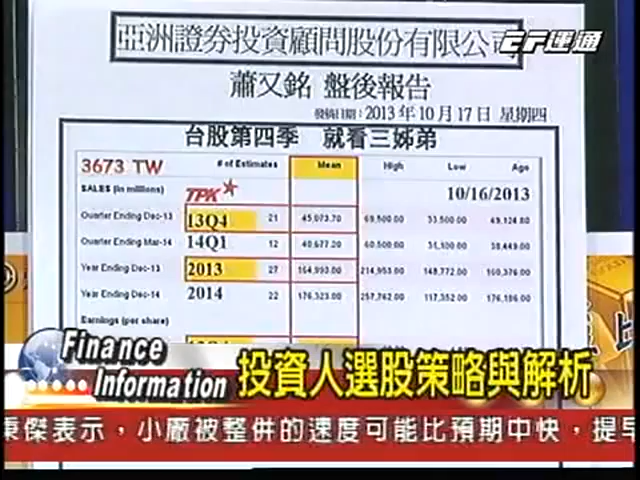 亞洲證券投資顧問股份有限公司
EF運通
蕭又銘 盤後報告
發稿日期:2013年10月17日 星期四
台股第四季 就看三姊弟
3673 TW # of Estimates Mean High Low Ago
SALES (in millions) TPK 10/16/2013
Quarter Ending Dec-13 13Q4 21 45,073.70 69,500.00 33,500.00 49,124.80
Quarter Ending Mar-14 14Q1 12 40,677.20 60,500.00 31,100.00 38,449.00
Year Ending Dec-13 2013 27 164,993.00 214,955.00 148,772.00 160,376.00
Year Ending Dec-14 2014 22 176,323.00 257,762.00 117,352.00 176,186.00
Earnings (per share)
Finance
Information
投資人選股策略與解析
東傑表示，小廠被整併的速度可能比預期中快，提早